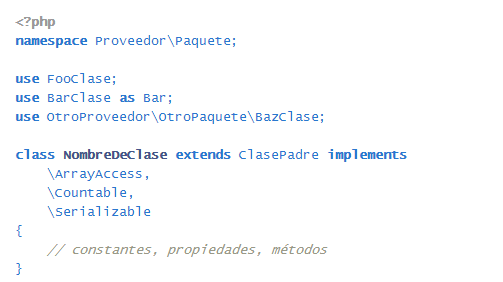 <?php
namespace Proveedor\Paquete;

use FooClase;
use BarClase as Bar;
use OtroProveedor\OtroPaquete\BazClase;

class NombreDeClase extends ClasePadre implements
    \ArrayAccess,
    \Countable,
    \Serializable
{
    // constantes, propiedades, métodos
}